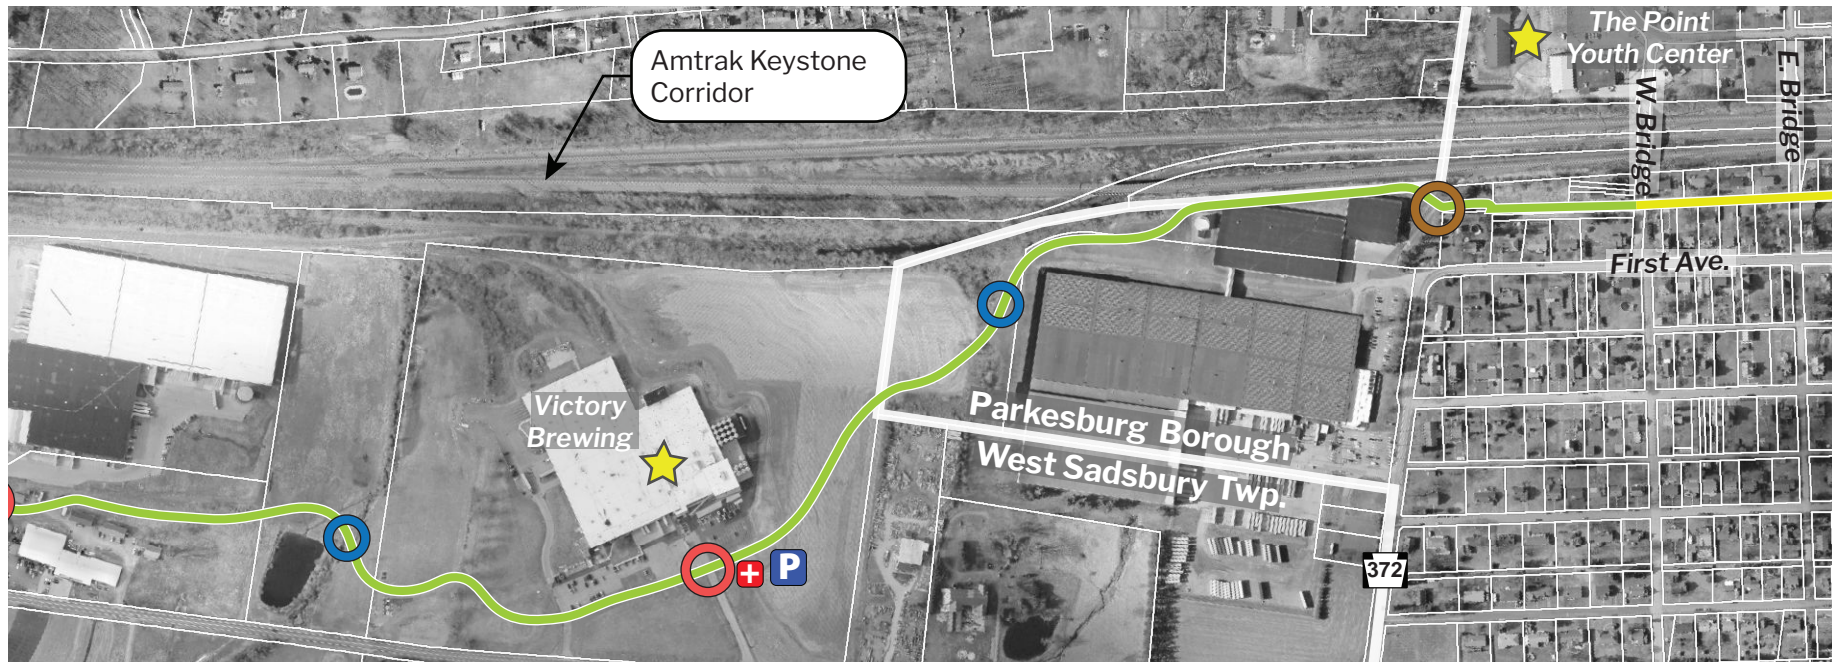 The Point
Youth Center
Amtrak Keystone
Corridor
W. Bridge
E. Bridge
First Ave.
Victory
Brewing
Parkesburg Borough
West Sadsbury Twp.
372
P